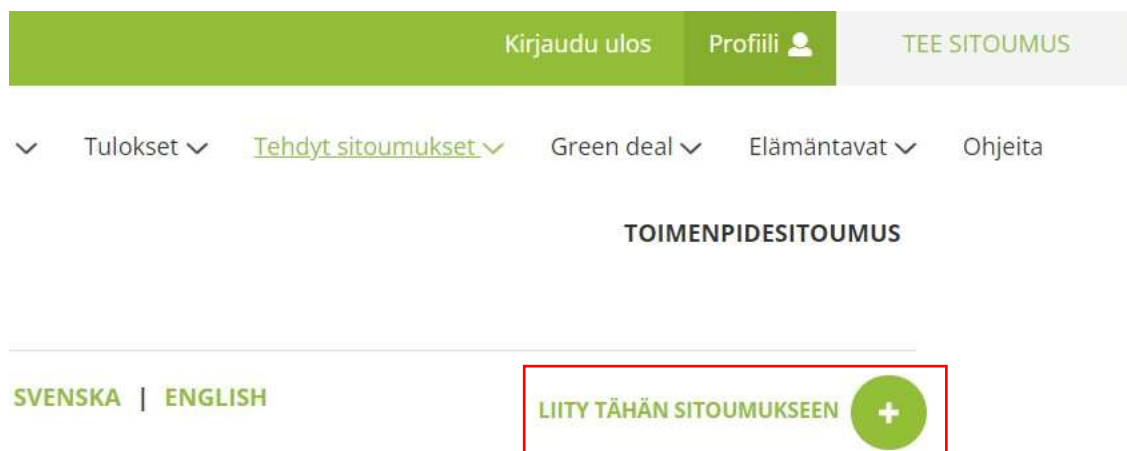 Kirjaudu ulos Profiili TEE SITOUMUS
Tulokset Tehdyt sitoumukset Green deal Elämäntavat Ohjeita
TOIMENPIDESITOUMUS
SVENSKA | ENGLISH LIITY TÄHÄN SITOUMUKSEEN +